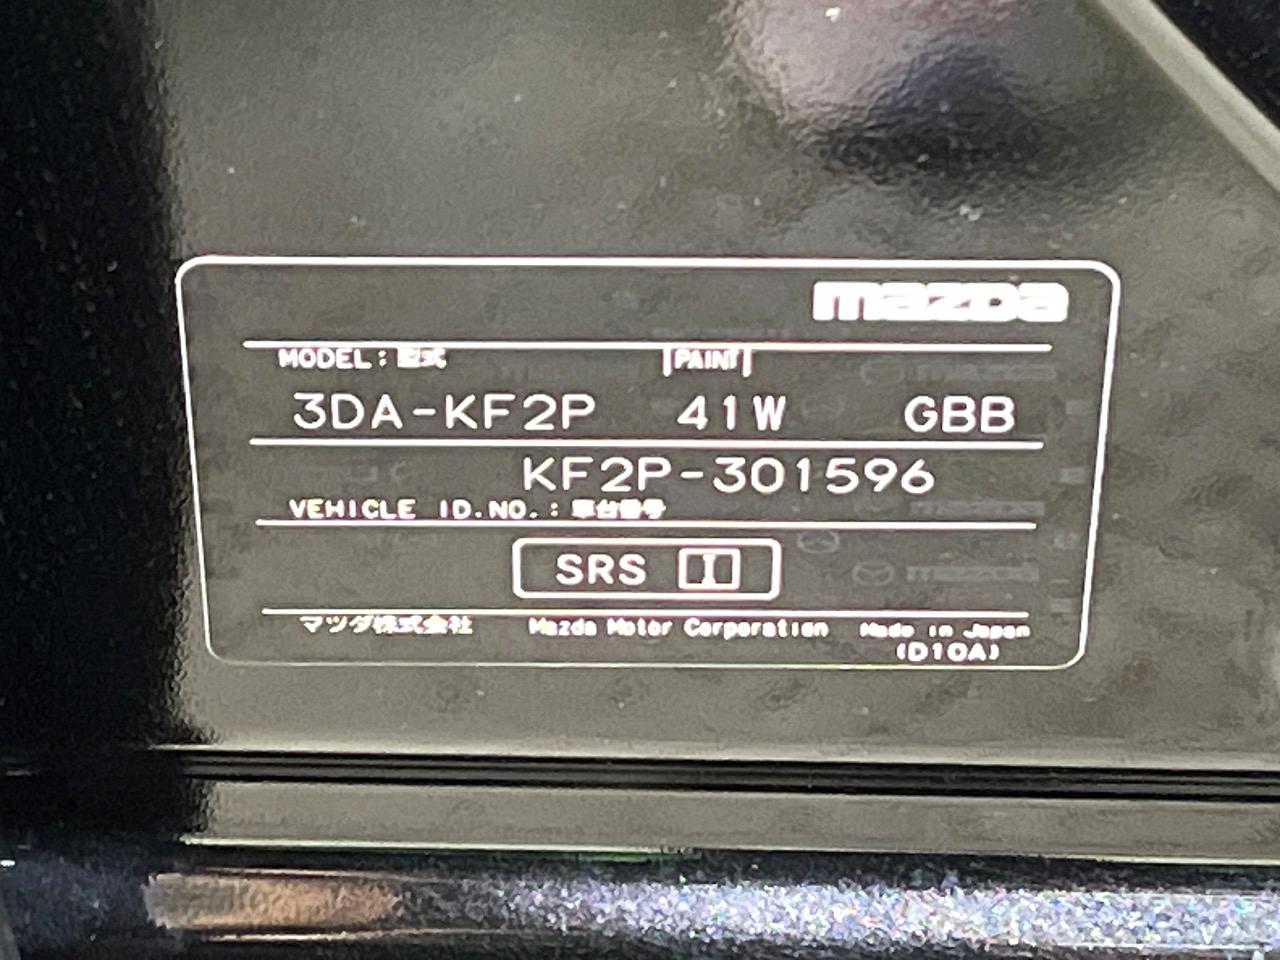 mazda
MODEL: 型式 PAINT
3DA-KF2P 41W GBB
KF2P-301596
VEHICLE ID.NO.: 車台番号
SRS I
マツダ株式会社 Mazda Motor Corporation Made in Japan
(D10A)